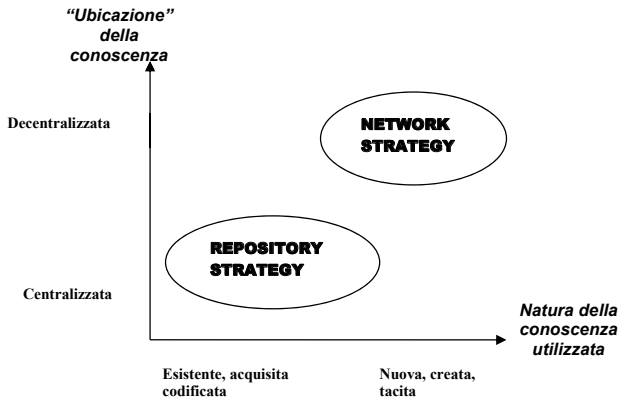 “Ubicazione”
della
conoscenza
Decentralizzata
NETWORK
STRATEGY
REPOSITORY
STRATEGY
Centralizzata
Natura della
conoscenza
utilizzata
Esistente, acquisita
codificata
Nuova, creata,
tacita